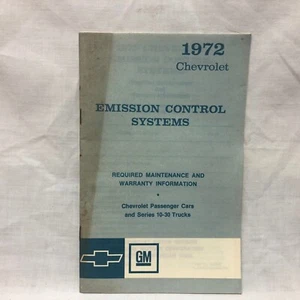 1972
Chevrolet
EMISSION CONTROL
SYSTEMS
REQUIRED MAINTENANCE AND
WARRANTY INFORMATION
•
Chevrolet Passenger Cars
and Series 10-30 Trucks
GM